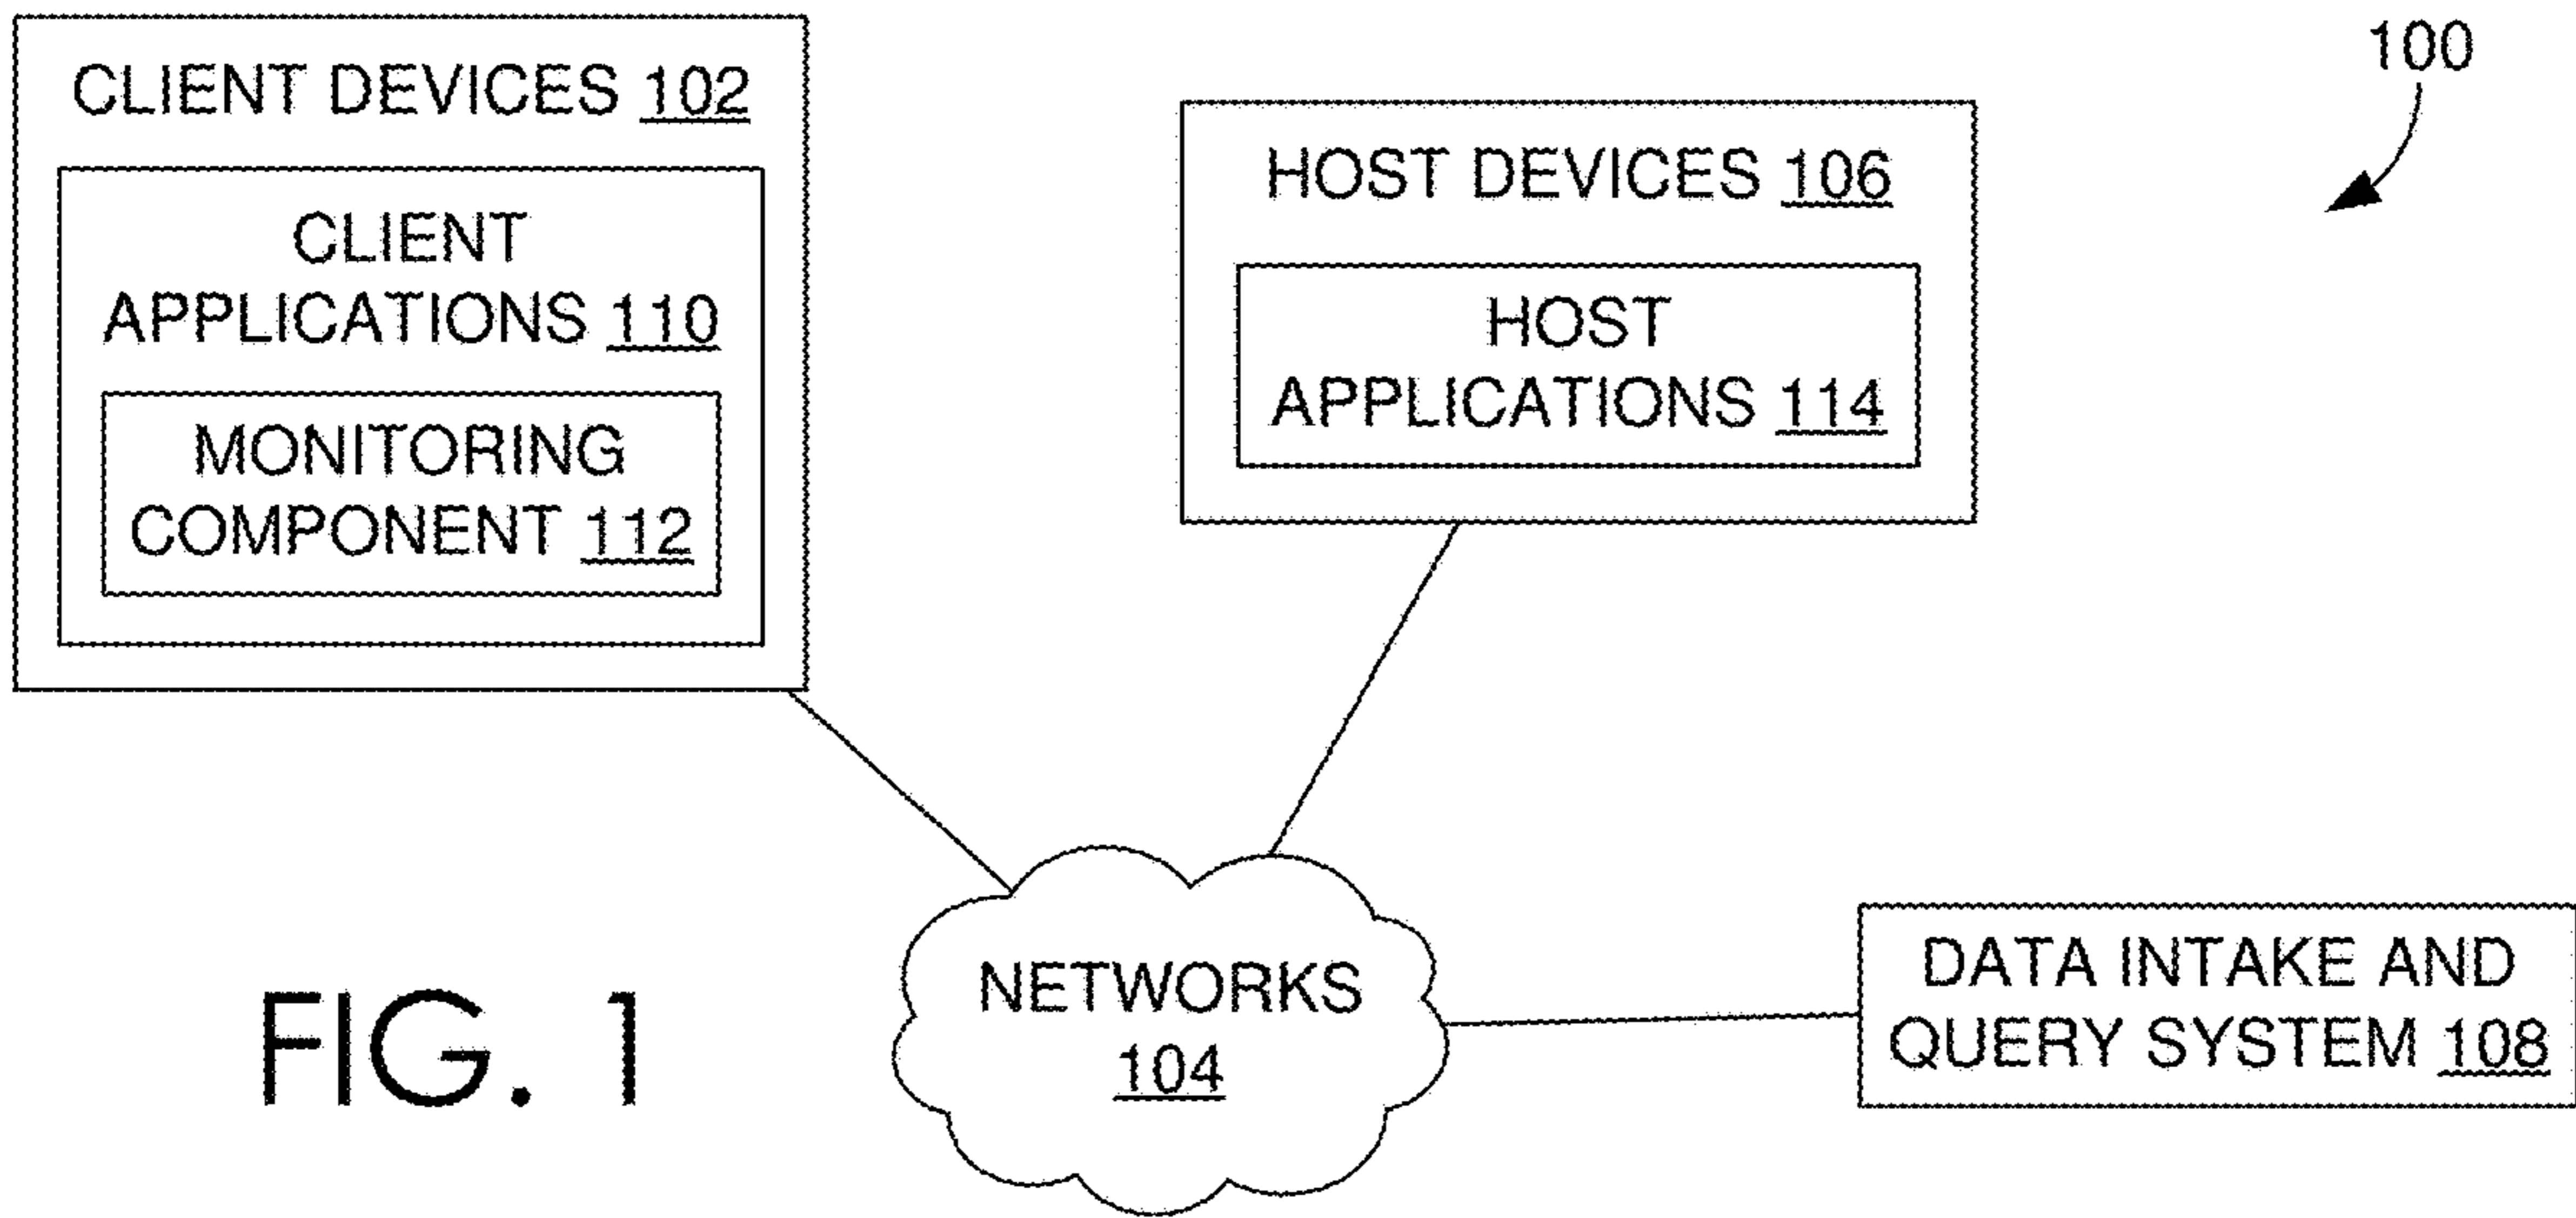 CLIENT DEVICES 102
CLIENT
APPLICATIONS 110
MONITORING
COMPONENT 112
HOST DEVICES 106
HOST
APPLICATIONS 114
100
NETWORKS
104
DATA INTAKE AND
QUERY SYSTEM 108
FIG. 1